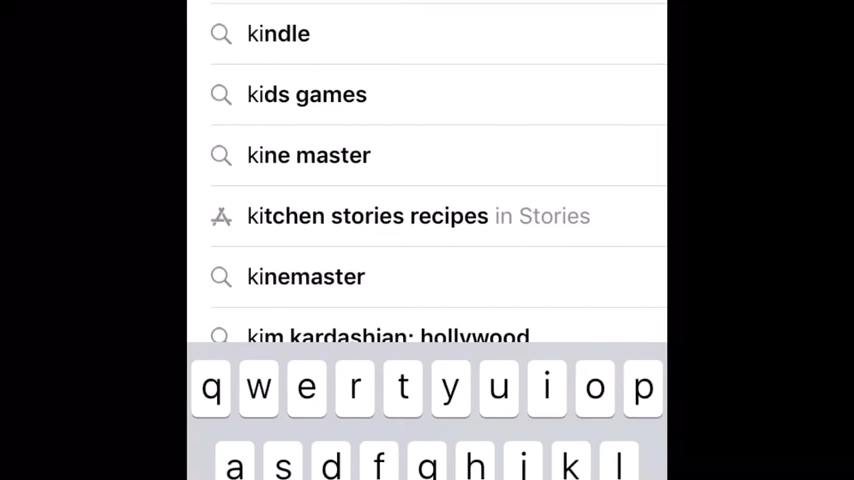 kindle
kids games
kine master
kitchen stories recipes in Stories
kinemaster
kim kardashian: hollywood
q w e r t y u i o p
a s d f g h j k l